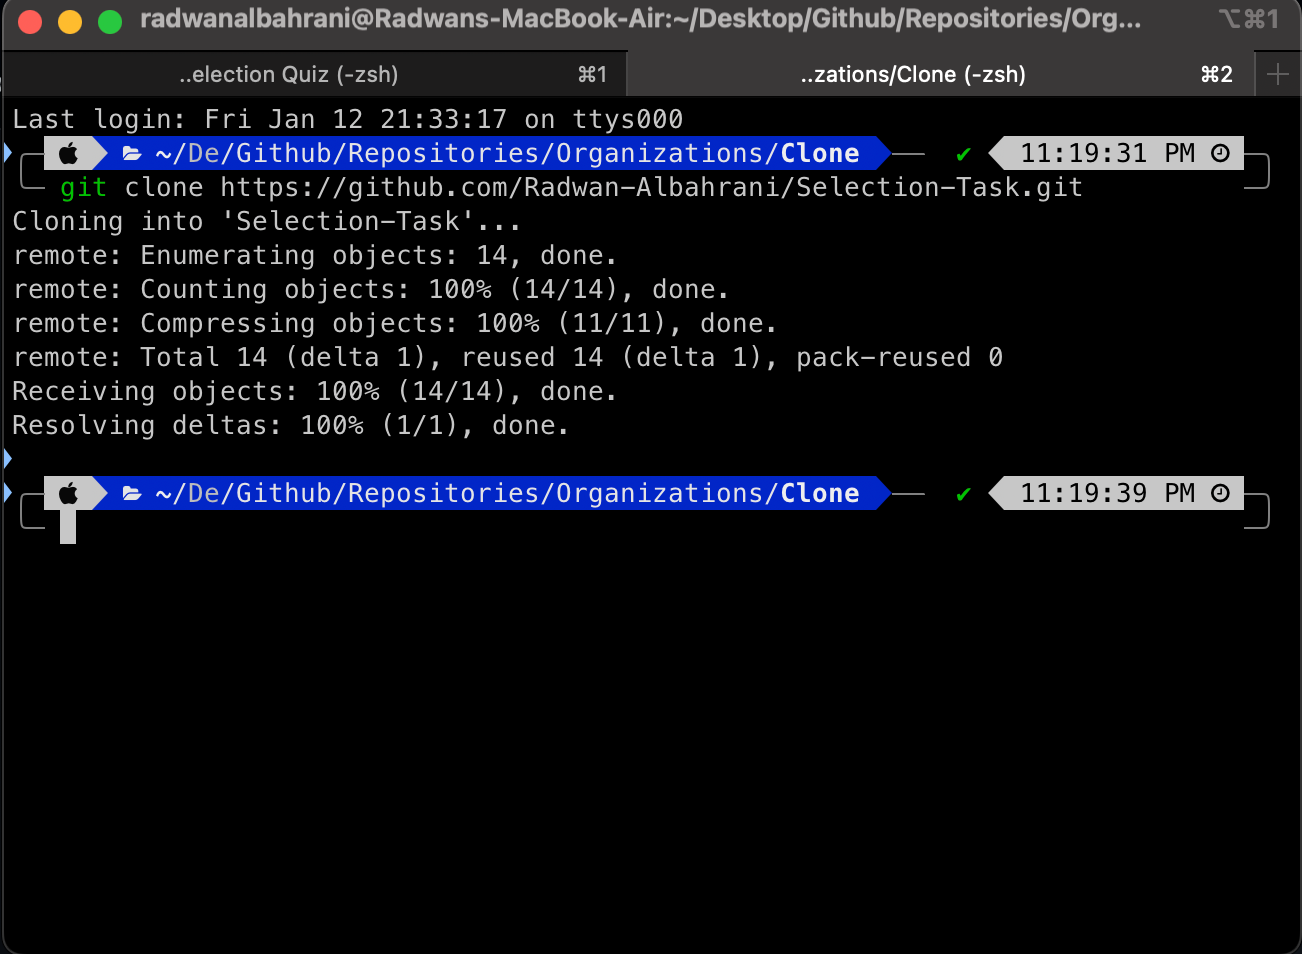 radwanalbahrani@Radwans-MacBook-Air:~/Desktop/Github/Repositories/Org... ⌥⌘1
..election Quiz (-zsh) ⌘1 ..zations/Clone (-zsh) ⌘2 +
Last login: Fri Jan 12 21:33:17 on ttys000
~/De/Github/Repositories/Organizations/Clone ✔ 11:19:31 PM
git clone https://github.com/Radwan-Albahrani/Selection-Task.git
Cloning into 'Selection-Task'...
remote: Enumerating objects: 14, done.
remote: Counting objects: 100% (14/14), done.
remote: Compressing objects: 100% (11/11), done.
remote: Total 14 (delta 1), reused 14 (delta 1), pack-reused 0
Receiving objects: 100% (14/14), done.
Resolving deltas: 100% (1/1), done.
~/De/Github/Repositories/Organizations/Clone ✔ 11:19:39 PM